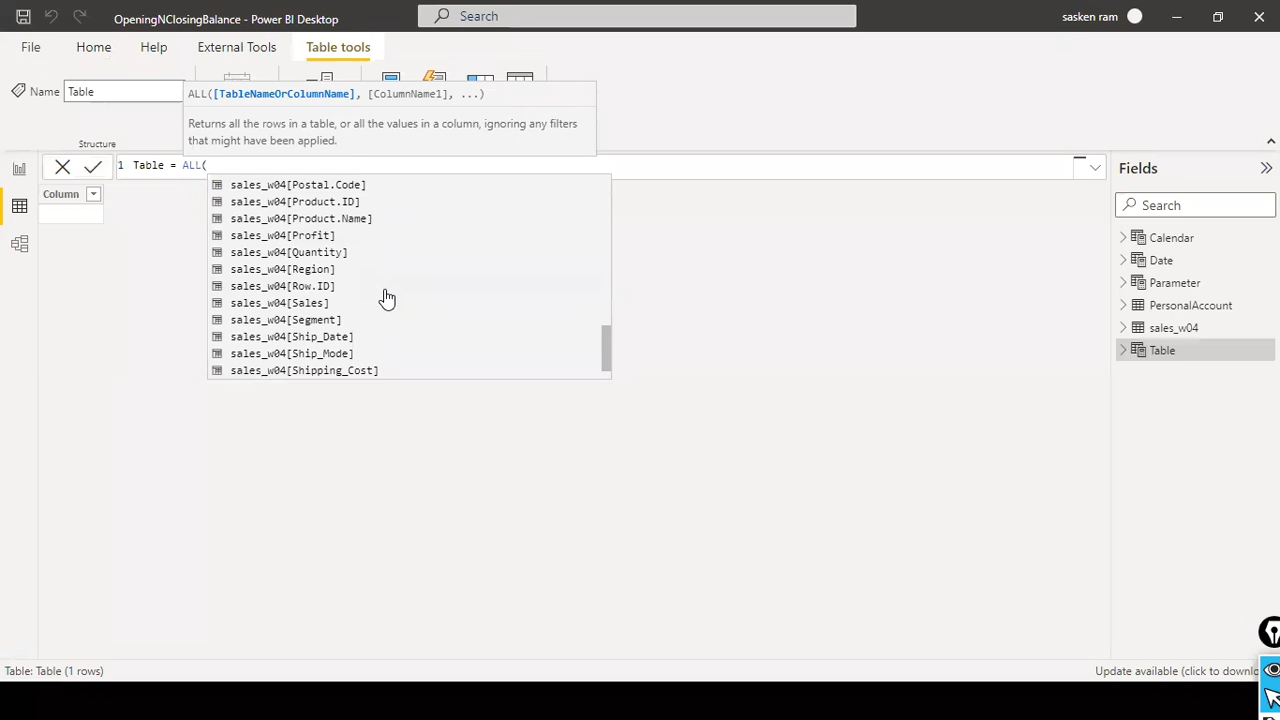 OpeningNClosingBalance - Power BI Desktop
Search
sasken ram
File
Home
Help
External Tools
Table tools
Name
Table
ALL([TableNameOrColumnName], [ColumnName1], ...)
Returns all the rows in a table, or all the values in a column, ignoring any filters
that might have been applied.
Structure
1 Table = ALL(
Column
sales_w04[Postal.Code]
sales_w04[Product.ID]
sales_w04[Product.Name]
sales_w04[Profit]
sales_w04[Quantity]
sales_w04[Region]
sales_w04[Row.ID]
sales_w04[Sales]
sales_w04[Segment]
sales_w04[Ship_Date]
sales_w04[Ship_Mode]
sales_w04[Shipping_Cost]
Fields
Search
Calendar
Date
Parameter
PersonalAccount
sales_w04
Table
Table: Table (1 rows)
Update available (click to downlo